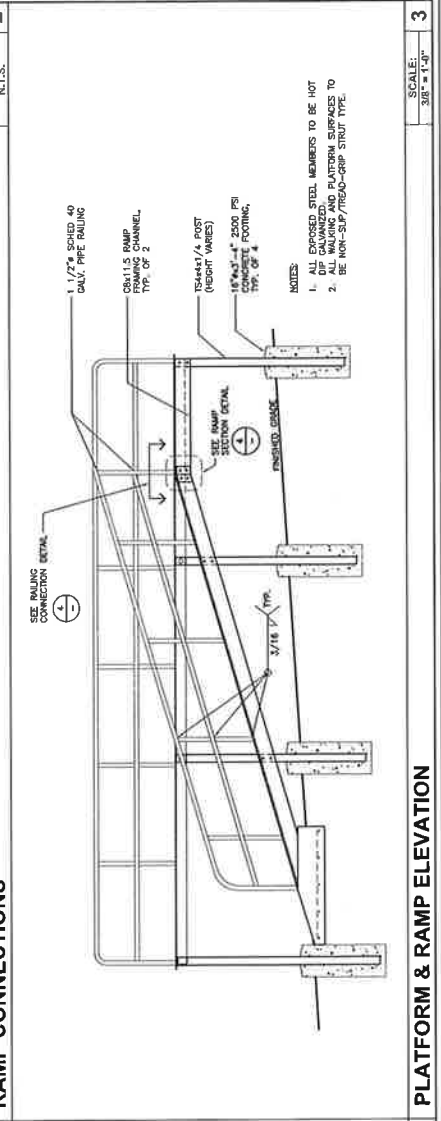 RAMP CONNECTIONS
N.T.S.
SEE RAILING
CONNECTION DETAIL
4
-
1 1/2"ø SCHED 40
GALV. PIPE RAILING
C8x11.5 RAMP
FRAMING CHANNEL,
TYP. OF 2
TS4x4x1/4 POST
(HEIGHT VARIES)
16"øx3'-4" 2500 PSI
CONCRETE FOOTING,
TYP. OF 4
SEE RAMP
SECTION DETAIL
4
-
FINISHED GRADE
3/16
TYP.
NOTES:
1. ALL EXPOSED STEEL MEMBERS TO BE HOT
DIP GALVANIZED.
2. ALL WALKING AND PLATFORM SURFACES TO
BE NON-SLIP/TREAD-GRIP STRUT TYPE.
PLATFORM & RAMP ELEVATION
SCALE:
3/8" = 1'-0"
3